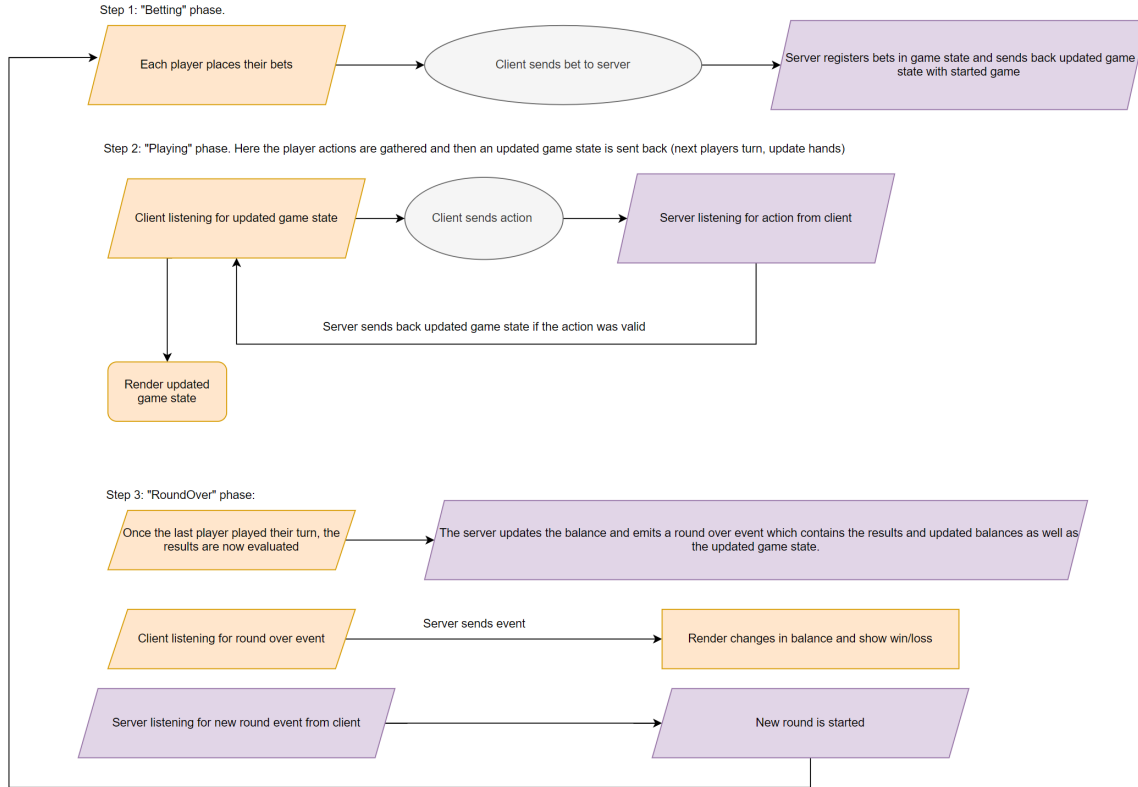 Step 1: "Betting" phase.
Each player places their bets
Client sends bet to server
Server registers bets in game state and sends back updated game
state with started game
Step 2: "Playing" phase. Here the player actions are gathered and then an updated game state is sent back (next players turn, update hands)
Client listening for updated game state
Client sends action
Server listening for action from client
Server sends back updated game state if the action was valid
Render updated
game state
Step 3: "RoundOver" phase:
Once the last player played their turn, the
results are now evaluated
The server updates the balance and emits a round over event which contains the results and updated balances as well as
the updated game state.
Client listening for round over event
Server sends event
Render changes in balance and show win/loss
Server listening for new round event from client
New round is started